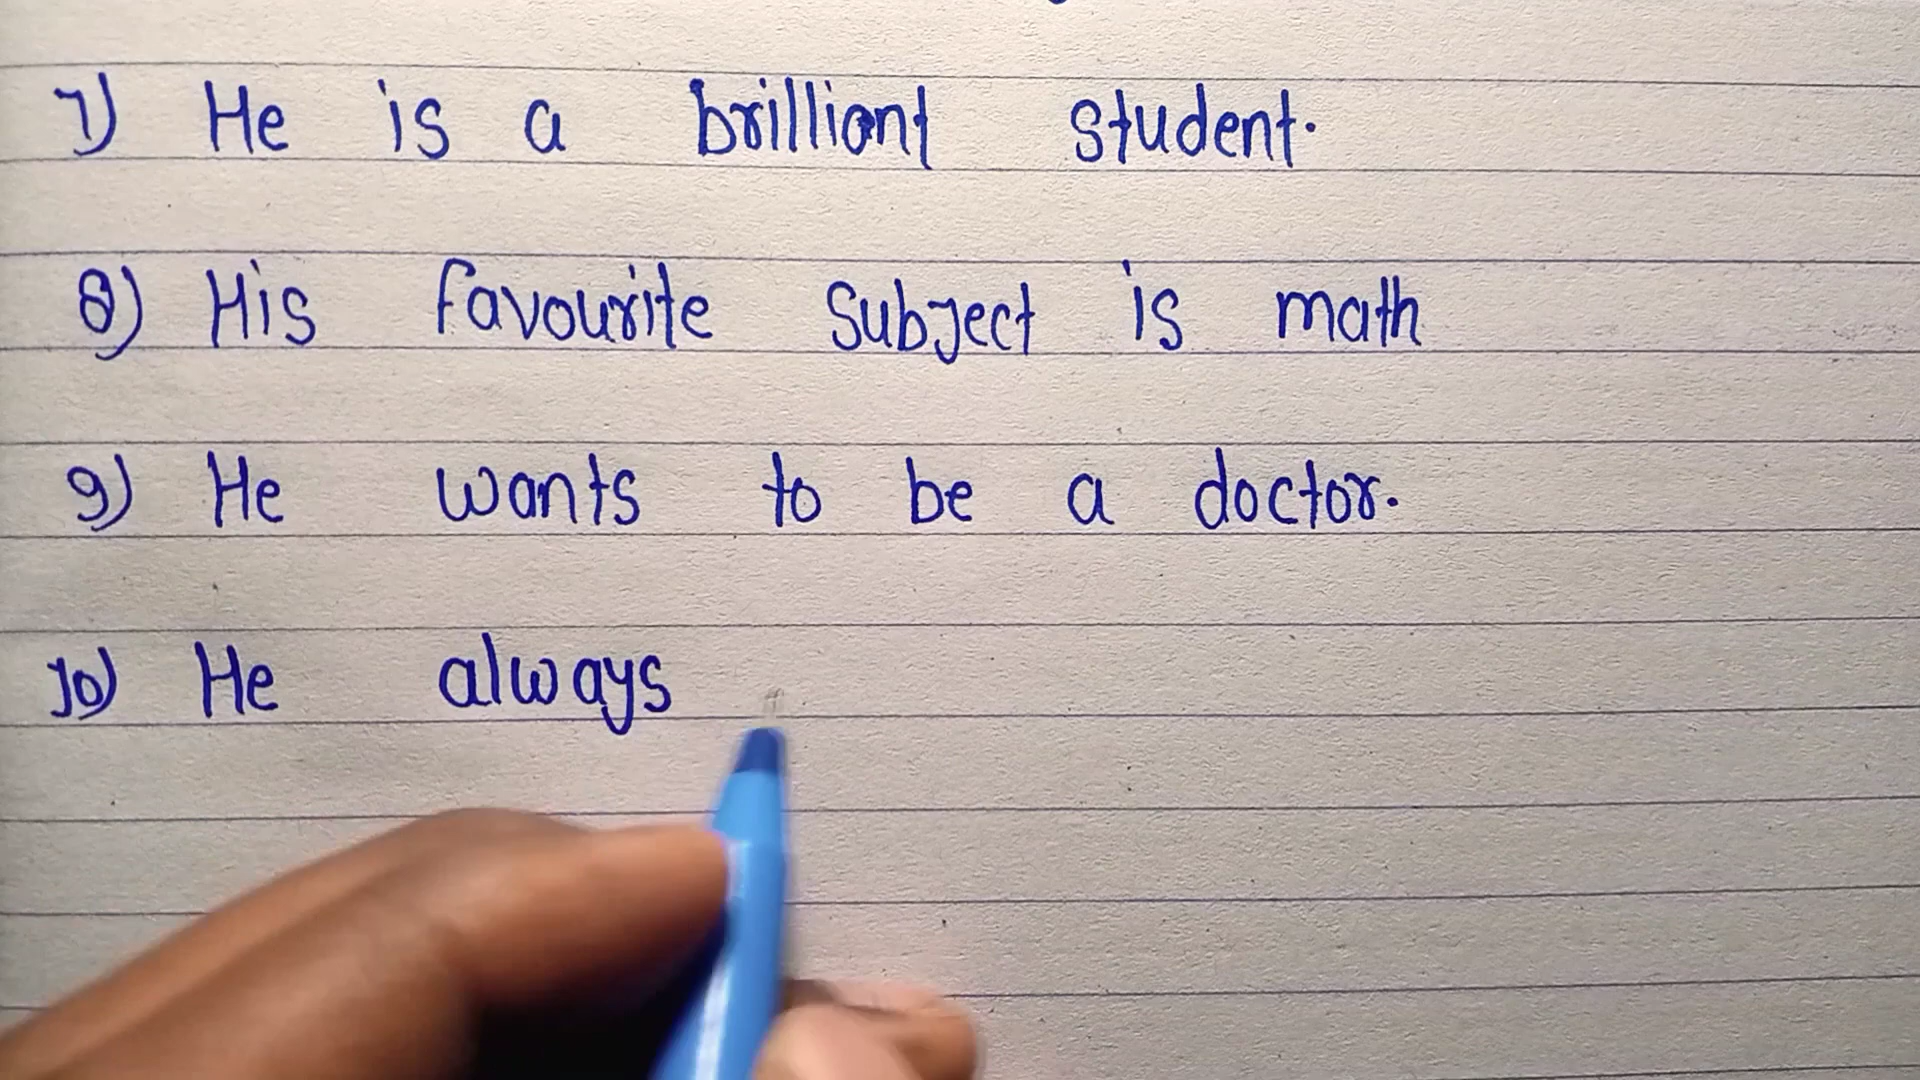 7) He is a brilliant student.
8) His favourite subject is math
9) He wants to be a doctor.
10) He always